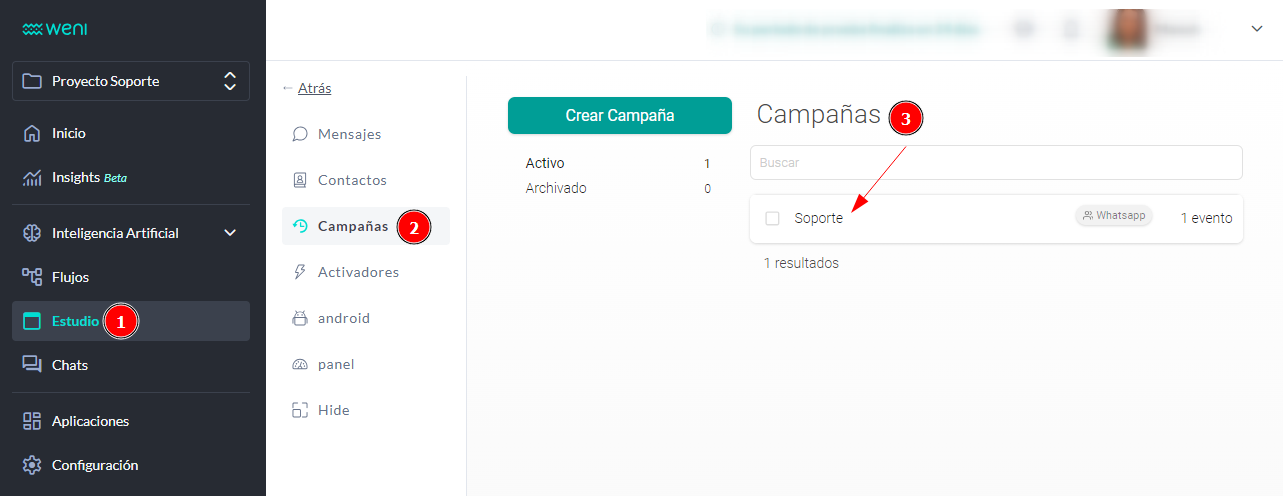 weni
Proyecto Soporte
Inicio
Insights Beta
Inteligencia Artificial
Flujos
Estudio 1
Chats
Aplicaciones
Configuración
← Atrás
Mensajes
Contactos
Campañas 2
Activadores
android
panel
Hide
Crear Campaña
Activo 1
Archivado 0
Campañas 3
Buscar
Soporte Whatsapp 1 evento
1 resultados